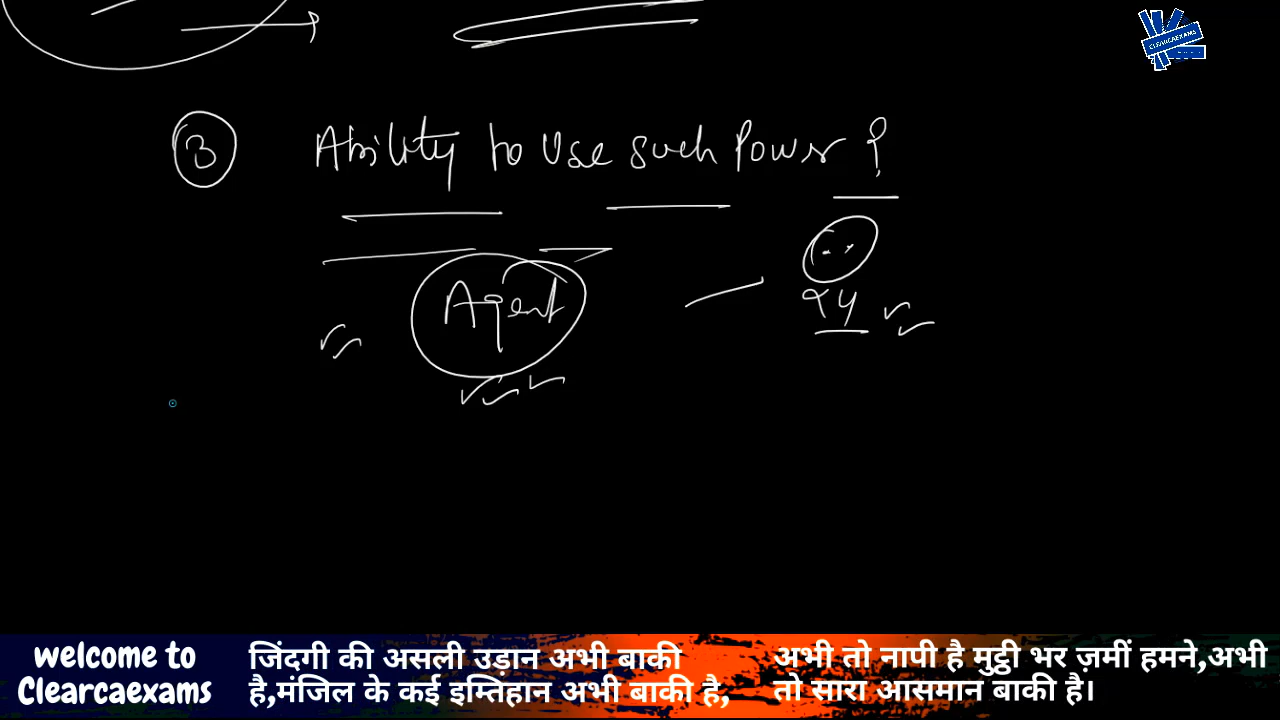 CLEARCAEXAMS
3 Ability to use such Power ?
Agent
welcome to
Clearcaexams
जिंदगी की असली उड़ान अभी बाकी
है,मंजिल के कई इम्तिहान अभी बाकी है,
अभी तो नापी है मुट्ठी भर ज़मीं हमने,अभी
तो सारा आसमान बाकी है।